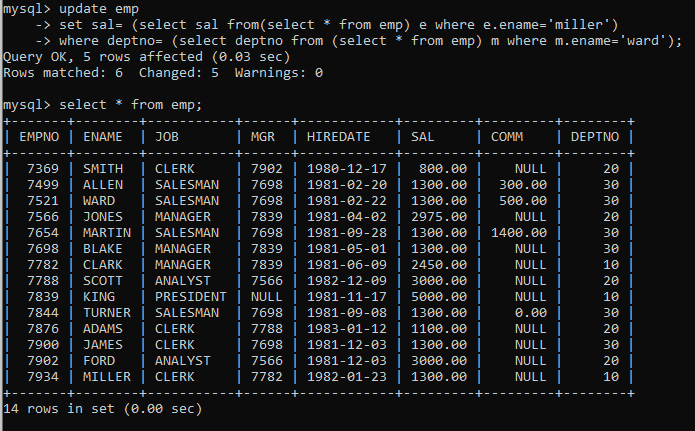 mysql> update emp
    -> set sal= (select sal from(select * from emp) e where e.ename='miller')
    -> where deptno= (select deptno from (select * from emp) m where m.ename='ward');
Query OK, 5 rows affected (0.03 sec)
Rows matched: 6  Changed: 5  Warnings: 0

mysql> select * from emp;
+-------+--------+-----------+------+------------+---------+---------+--------+
| EMPNO | ENAME  | JOB       | MGR  | HIREDATE   | SAL     | COMM    | DEPTNO |
+-------+--------+-----------+------+------------+---------+---------+--------+
|  7369 | SMITH  | CLERK     | 7902 | 1980-12-17 |  800.00 |    NULL |     20 |
|  7499 | ALLEN  | SALESMAN  | 7698 | 1981-02-20 | 1300.00 |  300.00 |     30 |
|  7521 | WARD   | SALESMAN  | 7698 | 1981-02-22 | 1300.00 |  500.00 |     30 |
|  7566 | JONES  | MANAGER   | 7839 | 1981-04-02 | 2975.00 |    NULL |     20 |
|  7654 | MARTIN | SALESMAN  | 7698 | 1981-09-28 | 1300.00 | 1400.00 |     30 |
|  7698 | BLAKE  | MANAGER   | 7839 | 1981-05-01 | 1300.00 |    NULL |     30 |
|  7782 | CLARK  | MANAGER   | 7839 | 1981-06-09 | 2450.00 |    NULL |     10 |
|  7788 | SCOTT  | ANALYST   | 7566 | 1982-12-09 | 3000.00 |    NULL |     20 |
|  7839 | KING   | PRESIDENT | NULL | 1981-11-17 | 5000.00 |    NULL |     10 |
|  7844 | TURNER | SALESMAN  | 7698 | 1981-09-08 | 1300.00 |    0.00 |     30 |
|  7876 | ADAMS  | CLERK     | 7788 | 1983-01-12 | 1100.00 |    NULL |     20 |
|  7900 | JAMES  | CLERK     | 7698 | 1981-12-03 | 1300.00 |    NULL |     30 |
|  7902 | FORD   | ANALYST   | 7566 | 1981-12-03 | 3000.00 |    NULL |     20 |
|  7934 | MILLER | CLERK     | 7782 | 1982-01-23 | 1300.00 |    NULL |     10 |
+-------+--------+-----------+------+------------+---------+---------+--------+
14 rows in set (0.00 sec)